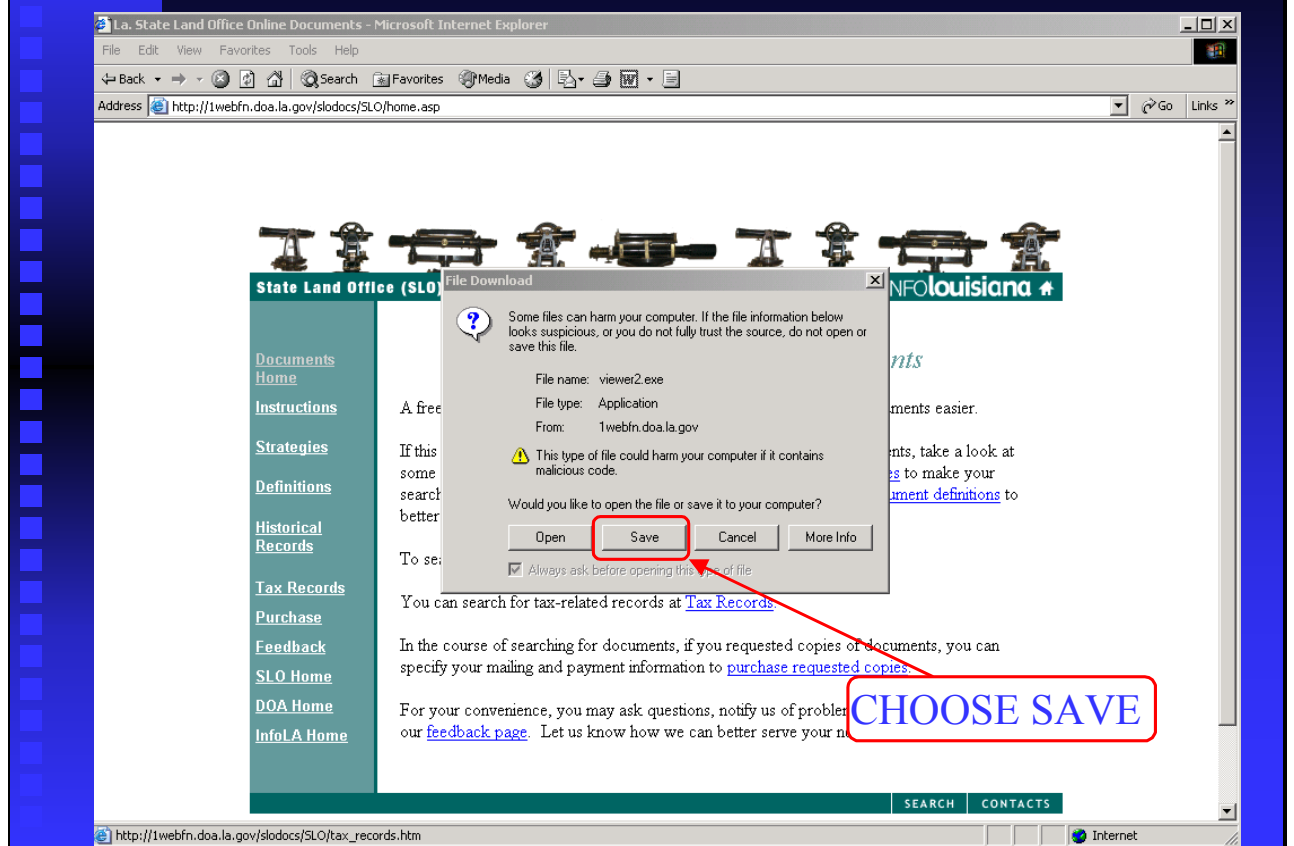 La. State Land Office Online Documents - Microsoft Internet Explorer
File Edit View Favorites Tools Help
Back Search Favorites Media
Address http://1webfn.doa.la.gov/slodocs/SLO/home.asp Go Links »
State Land Office (SLO)
INFOlouisiana
File Download
Some files can harm your computer. If the file information below
looks suspicious, or you do not fully trust the source, do not open or
save this file.
File name: viewer2.exe
File type: Application
From: 1webfn.doa.la.gov
This type of file could harm your computer if it contains
malicious code.
Would you like to open the file or save it to your computer?
Open Save Cancel More Info
Always ask before opening this type of file
Documents
Home
Instructions
Strategies
Definitions
Historical
Records
Tax Records
Purchase
Feedback
SLO Home
DOA Home
InfoLA Home
A free
easier.
If this
take a look at
some
to make your
search
definitions to
better
To
You can search for tax-related records at Tax Records.
In the course of searching for documents, if you requested copies of documents, you can
specify your mailing and payment information to purchase requested copies.
For your convenience, you may ask questions, notify us of
our feedback page. Let us know how we can better serve your
CHOOSE SAVE
SEARCH CONTACTS
http://1webfn.doa.la.gov/slodocs/SLO/tax_records.htm Internet